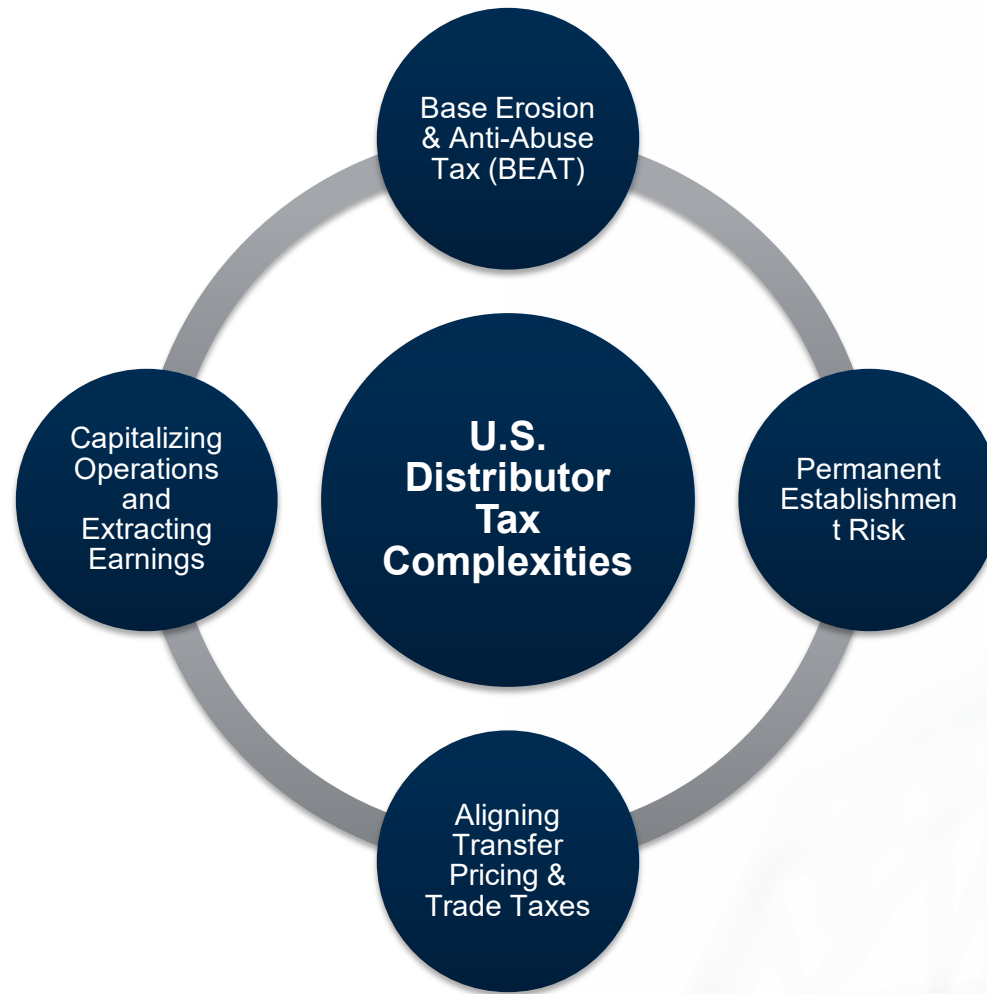 Base Erosion
& Anti-Abuse
Tax (BEAT)
Capitalizing
Operations
and
Extracting
Earnings
U.S.
Distributor
Tax
Complexities
Permanent
Establishmen
t Risk
Aligning
Transfer
Pricing &
Trade Taxes